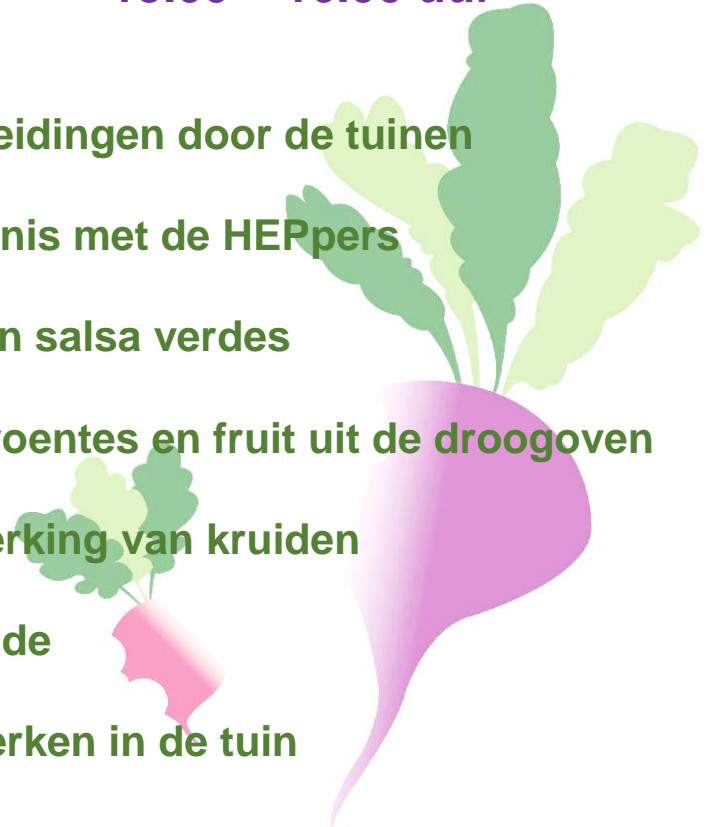 uur
eidingen door de tuinen
nis met de HEPpers
n salsa verdes
roentes en fruit uit de droogoven
erking van kruiden
de
erken in de tuin